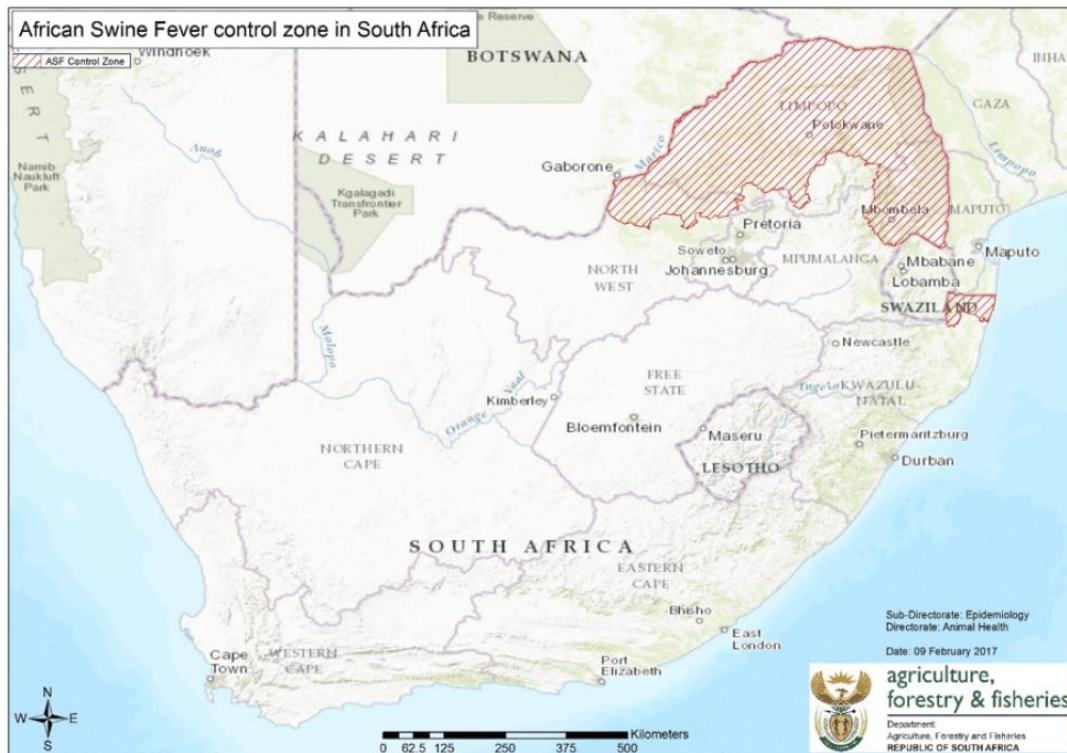 African Swine Fever control zone in South Africa
ASF Control Zone
Windhoek
e Reserve
BOTSWANA
INHA
SERT
GAZA
KALAHARI
DESERT
Auob
LIMPOPO
Polokwane
Limpopo
Namib
Naukluft
Park
Gaborone
Marico
Kgalagadi
Transfrontier
Park
Mbombela
MAPUTO
Pretoria
Soweto
Johannesburg
MPUMALANGA
Mbabane
Lobamba
Maputo
NORTH
WEST
SWAZILAND
Molopo
Newcastle
FREE
STATE
Tugela
KWAZULU-
NATAL
Kimberley
Vaal
Orange
Bloemfontein
Maseru
Pietermaritzburg
Durban
LESOTHO
NORTHERN
CAPE
SOUTH AFRICA
EASTERN
CAPE
Bhisho
East
London
Cape
Town
WESTERN
CAPE
Port
Elizabeth
Sub-Directorate: Epidemiology
Directorate: Animal Health
Date: 09 February 2017
agriculture,
forestry & fisheries
Department:
Agriculture, Forestry and Fisheries
REPUBLIC OF SOUTH AFRICA
N
W E
S
Kilometers
0 62.5 125 250 375 500